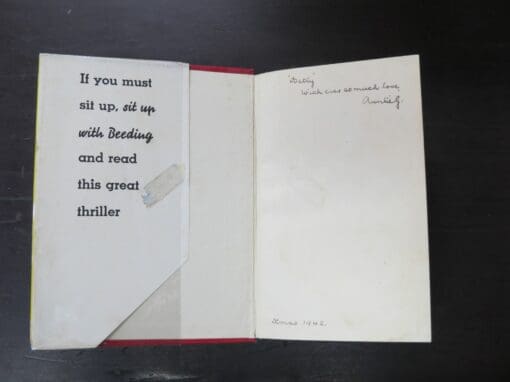 If you must
sit up, sit up
with Beeding
and read
this great
thriller
With ever so much love,
Auntie G.
Xmas 1942.